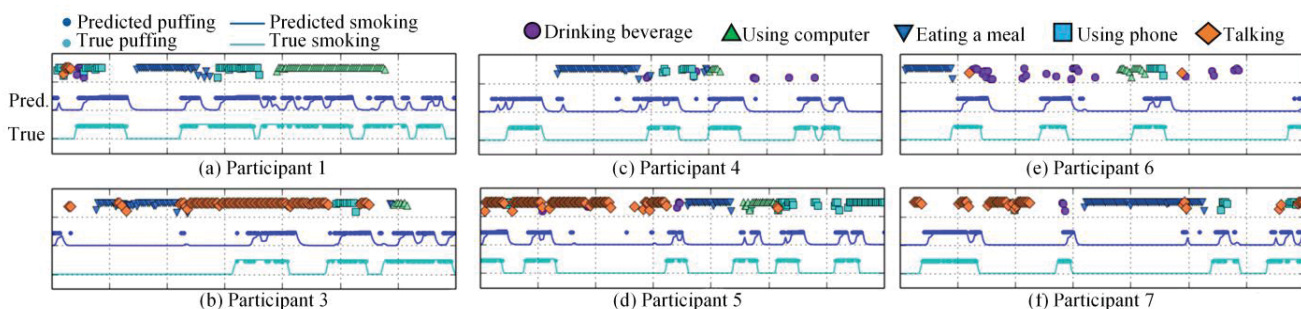 Predicted puffing Predicted smoking Drinking beverage Using computer Eating a meal Using phone Talking
True puffing True smoking
Pred.
True
(a) Participant 1 (c) Participant 4 (e) Participant 6
(b) Participant 3 (d) Participant 5 (f) Participant 7